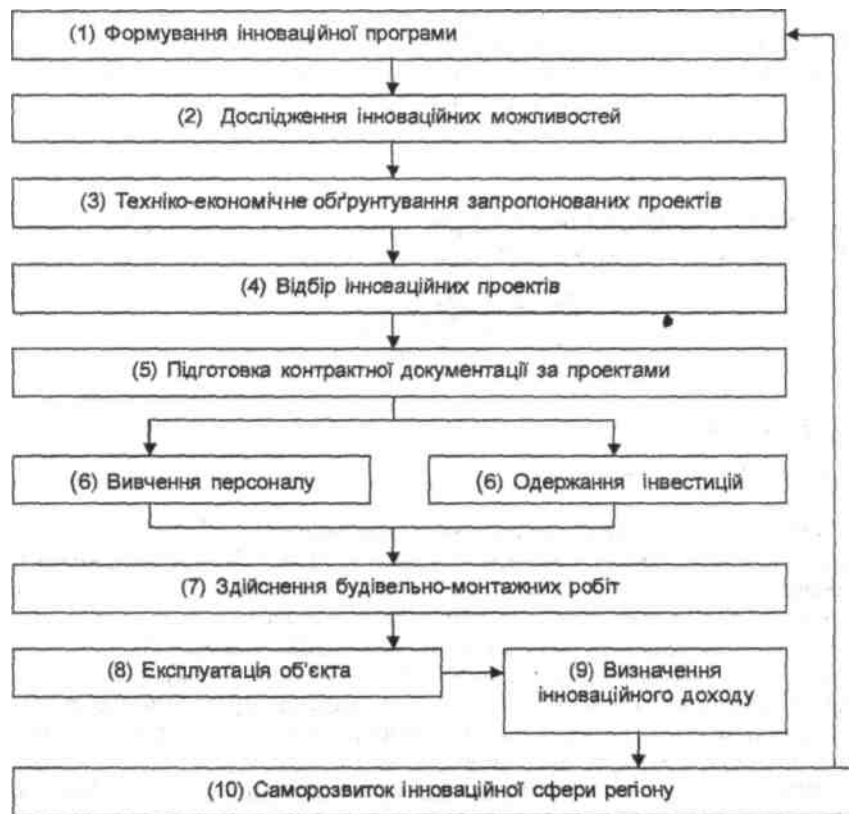 (1) Формування інноваційної програми
(2) Дослідження інноваційних можливостей
(3) Техніко-економічне обґрунтування запропонованих проектів
(4) Відбір інноваційних проектів
(5) Підготовка контрактної документації за проектами
(6) Вивчення персоналу
(6) Одержання інвестицій
(7) Здійснення будівельно-монтажних робіт
(8) Експлуатація об'єкта
(9) Визначення
інноваційного доходу
(10) Саморозвиток інноваційної сфери регіону